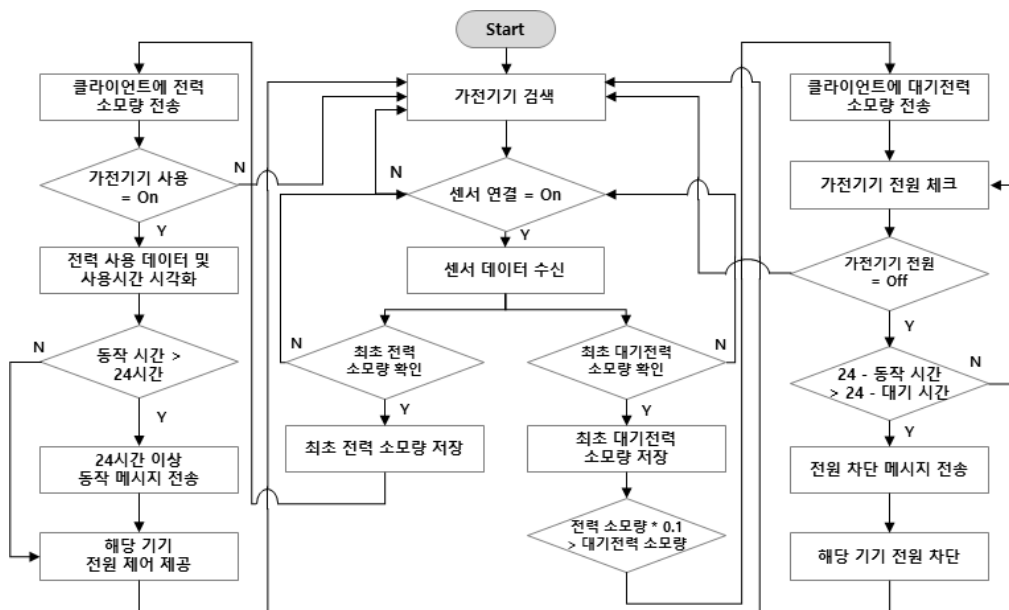 Start
클라이언트에 전력
소모량 전송
가전기기 사용
= On
N
Y
전력 사용 데이터 및
사용시간 시각화
동작 시간 >
24시간
N
Y
24시간 이상
동작 메시지 전송
해당 기기
전원 제어 제공
가전기기 검색
센서 연결 = On
N
Y
센서 데이터 수신
최초 전력
소모량 확인
N
Y
최초 전력 소모량 저장
최초 대기전력
소모량 확인
N
Y
최초 대기전력
소모량 저장
전력 소모량 * 0.1
> 대기전력 소모량
클라이언트에 대기전력
소모량 전송
가전기기 전원 체크
가전기기 전원
= Off
Y
24 - 동작 시간
> 24 - 대기 시간
N
Y
전원 차단 메시지 전송
해당 기기 전원 차단